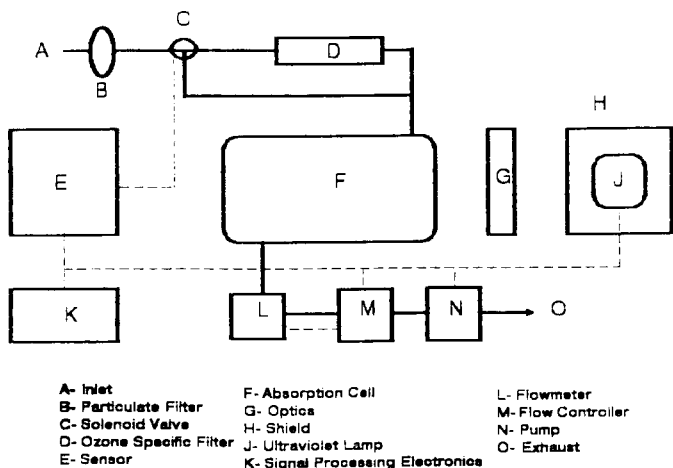 C
A
D
B
H
E
F
G
J
K
L
M
N
O
A- Inlet
B- Particulate Filter
C- Solenoid Valve
D- Ozone Specific Filter
E- Sensor
F- Absorption Cell
G- Optics
H- Shield
J- Ultraviolet Lamp
K- Signal Processing Electronics
L- Flowmeter
M- Flow Controller
N- Pump
O- Exhaust